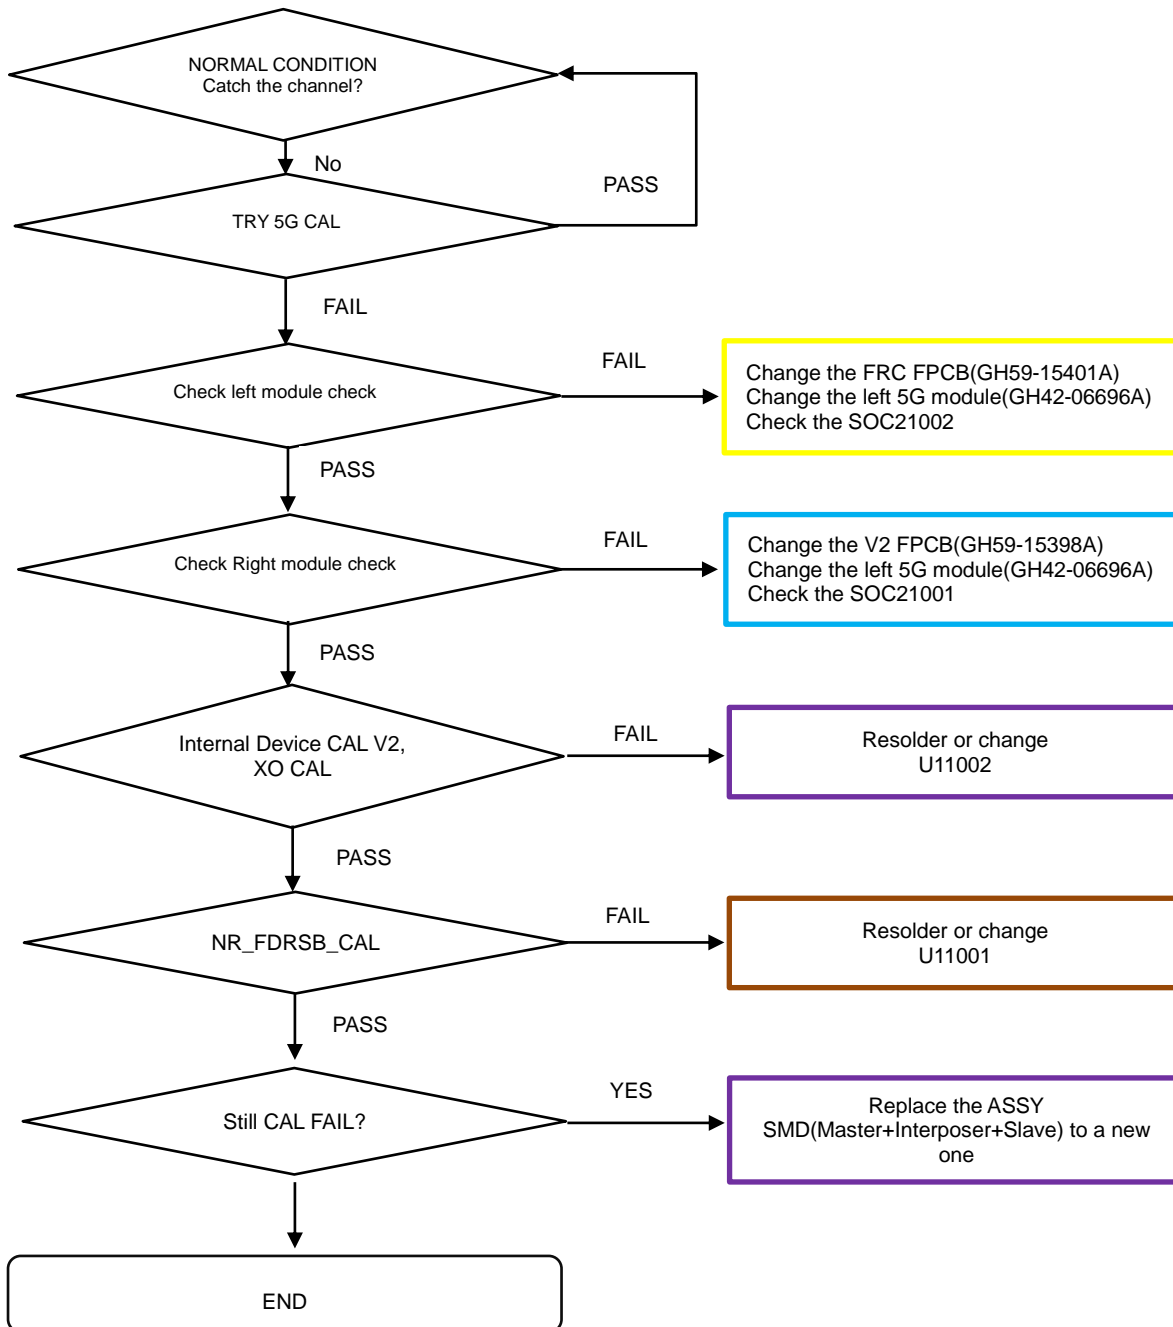 NORMAL CONDITION
Catch the channel?
No
PASS
TRY 5G CAL
FAIL
Check left module check
FAIL
Change the FRC FPCB(GH59-15401A)
Change the left 5G module(GH42-06696A)
Check the SOC21002
PASS
Check Right module check
FAIL
Change the V2 FPCB(GH59-15398A)
Change the left 5G module(GH42-06696A)
Check the SOC21001
PASS
Internal Device CAL V2,
XO CAL
FAIL
Resolder or change
U11002
PASS
NR_FDRSB_CAL
FAIL
Resolder or change
U11001
PASS
Still CAL FAIL?
YES
Replace the ASSY
SMD(Master+Interposer+Slave) to a new
one
END